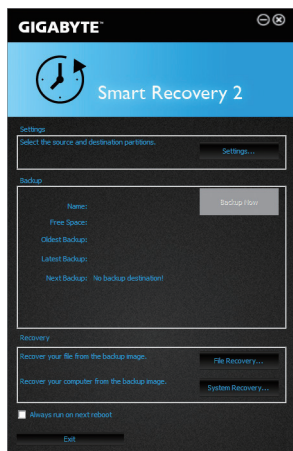 GIGABYTE™
Smart Recovery 2
Settings
Select the source and destination partitions.
Settings...
Backup
Backup Now
Name:
Free Space:
Oldest Backup:
Latest Backup:
Next Backup: No backup destination!
Recovery
Recover your file from the backup image.
File Recovery...
Recover your computer from the backup image.
System Recovery...
Always run on next reboot
Exit